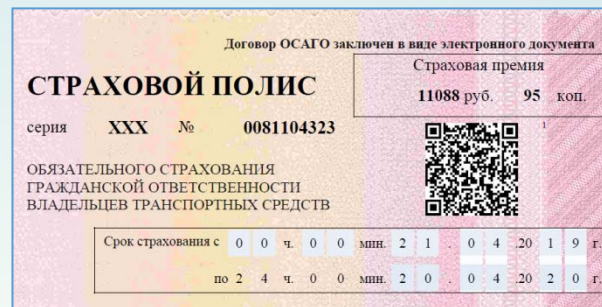 Договор ОСАГО заключен в виде электронного документа
Страховая премия
СТРАХОВОЙ ПОЛИС
11088 руб. 95 коп.
серия XXX № 0081104323
1
ОБЯЗАТЕЛЬНОГО СТРАХОВАНИЯ
ГРАЖДАНСКОЙ ОТВЕТСТВЕННОСТИ
ВЛАДЕЛЬЦЕВ ТРАНСПОРТНЫХ СРЕДСТВ
Срок страхования с 0 0 ч. 0 0 мин. 2 1 . 0 4 .20 1 9 г.
по 2 4 ч. 0 0 мин. 2 0 . 0 4 .20 2 0 г.